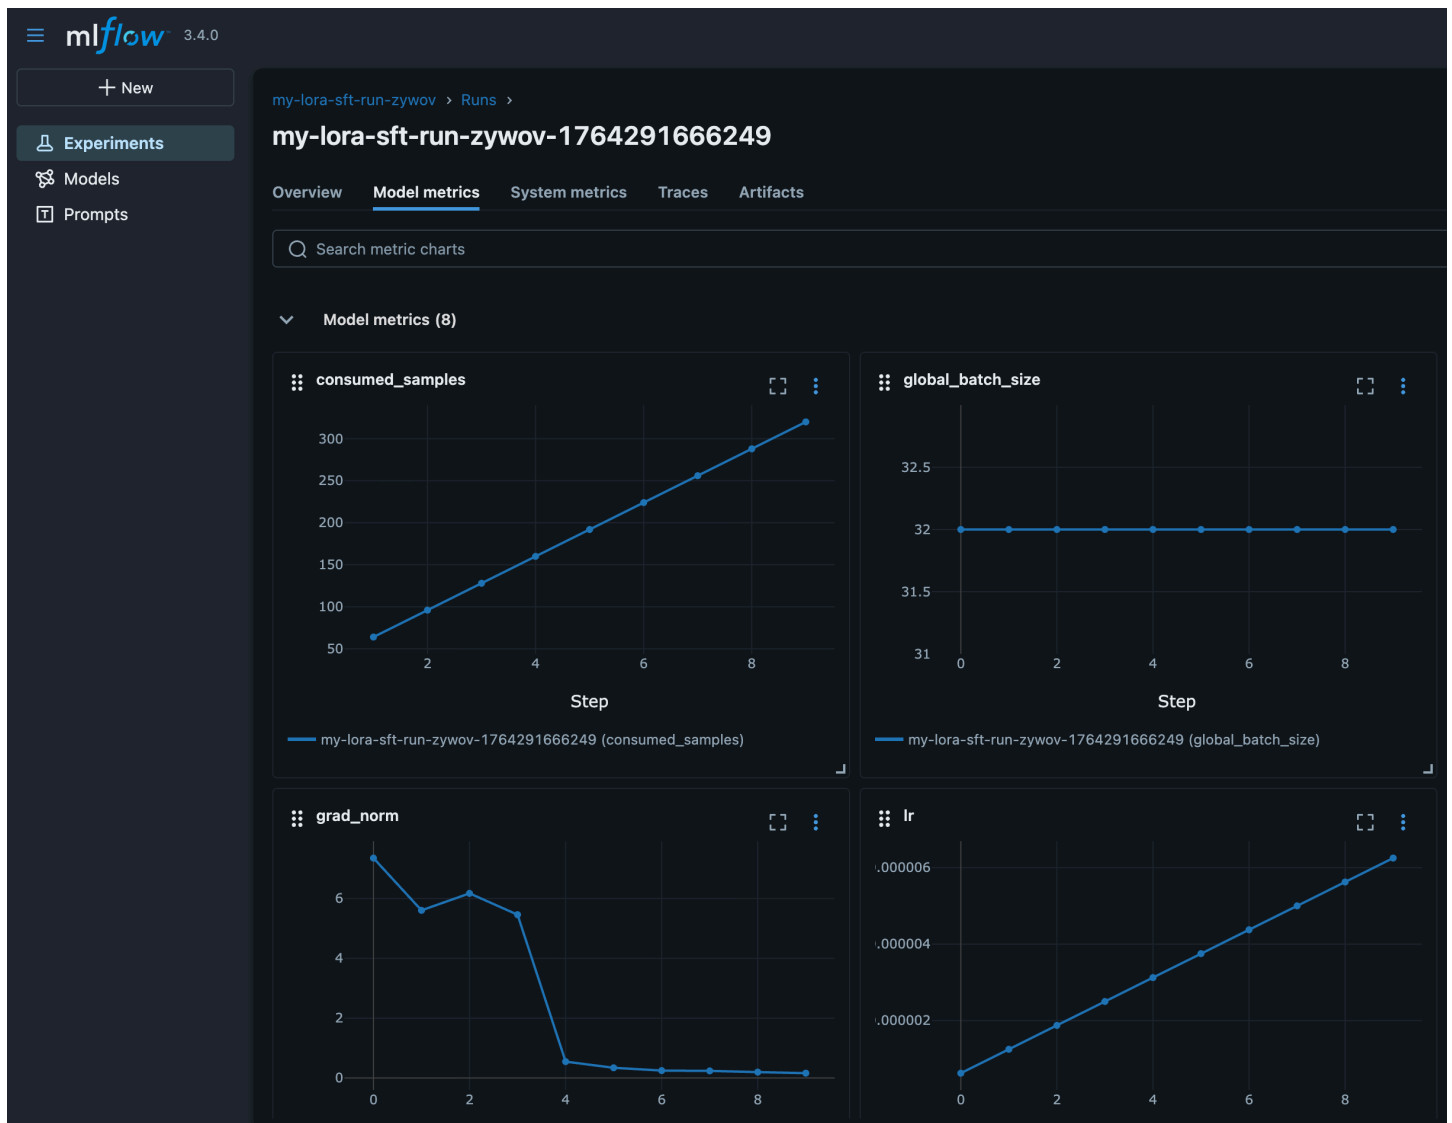 mlflow™ 3.4.0
New
Experiments
Models
Prompts
my-lora-sft-run-zywov › Runs ›
my-lora-sft-run-zywov-1764291666249
Overview Model metrics System metrics Traces Artifacts
Search metric charts
Model metrics (8)
consumed_samples
300
250
200
150
100
50
2 4 6 8
Step
my-lora-sft-run-zywov-1764291666249 (consumed_samples)
global_batch_size
32.5
32
31.5
31
0 2 4 6 8
Step
my-lora-sft-run-zywov-1764291666249 (global_batch_size)
grad_norm
6
4
2
0
0 2 4 6 8
lr
.000006
.000004
.000002
0 2 4 6 8